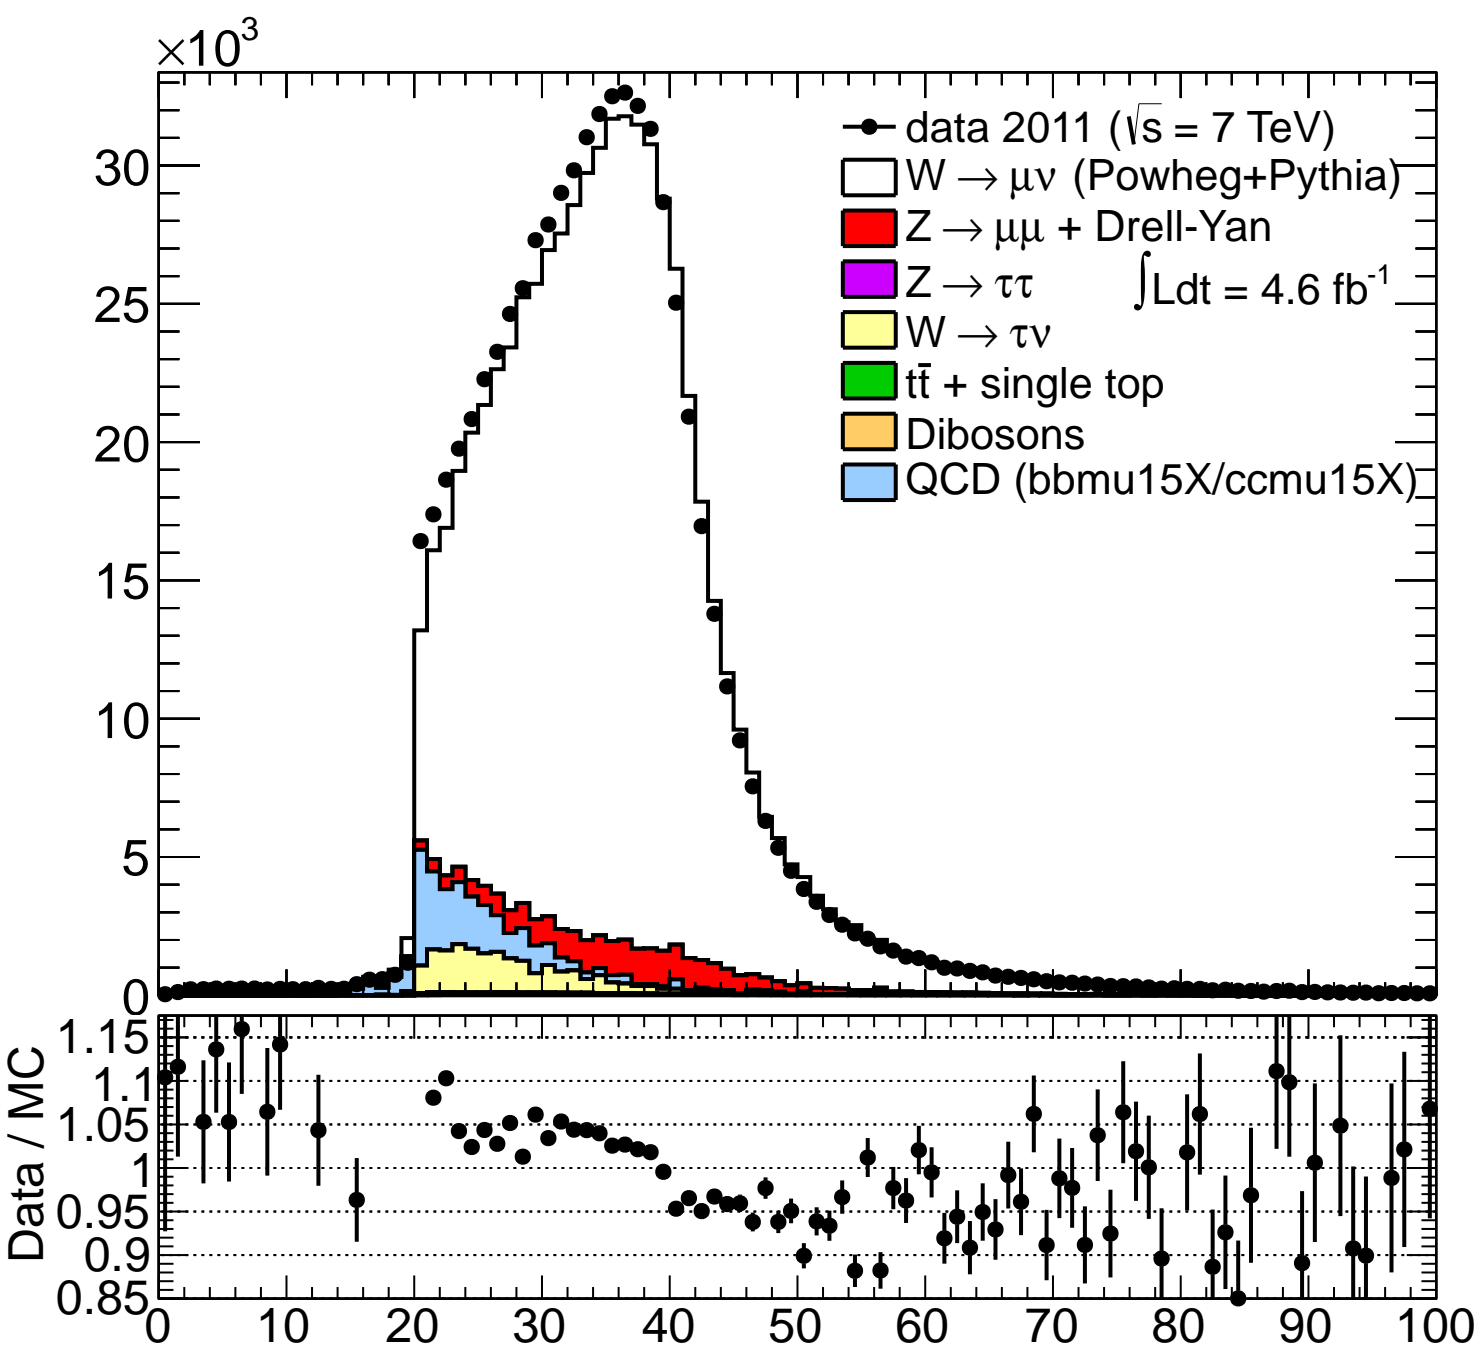 ×10³
30
25
20
15
10
5
0
data 2011 (√s = 7 TeV)
W → μν (Powheg+Pythia)
Z → μμ + Drell-Yan
Z → ττ
∫Ldt = 4.6 fb⁻¹
W → τν
tt̄ + single top
Dibosons
QCD (bbmu15X/ccmu15X)
Data / MC
1.15
1.1
1.05
1
0.95
0.9
0.85
0 10 20 30 40 50 60 70 80 90 100